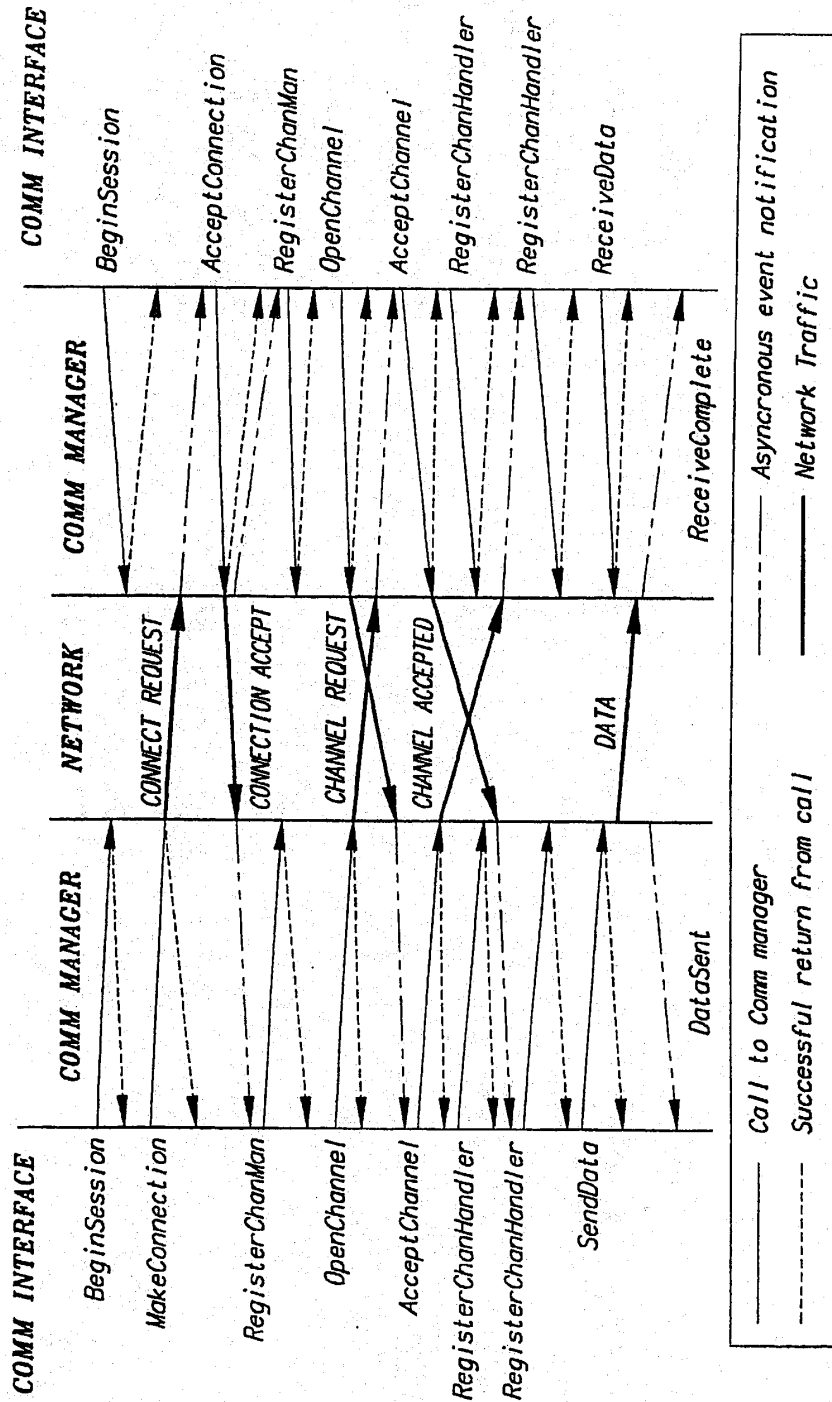 COMM INTERFACE
COMM MANAGER
NETWORK
COMM MANAGER
COMM INTERFACE
BeginSession
MakeConnection
RegisterChanMan
OpenChannel
AcceptChannel
RegisterChanHandler
RegisterChanHandler
SendData
DataSent
CONNECT REQUEST
CONNECTION ACCEPT
CHANNEL REQUEST
CHANNEL ACCEPTED
DATA
ReceiveComplete
BeginSession
AcceptConnection
RegisterChanMan
OpenChannel
AcceptChannel
RegisterChanHandler
RegisterChanHandler
ReceiveData
Call to Comm manager
Asyncronous event notification
Successful return from call
Network Traffic